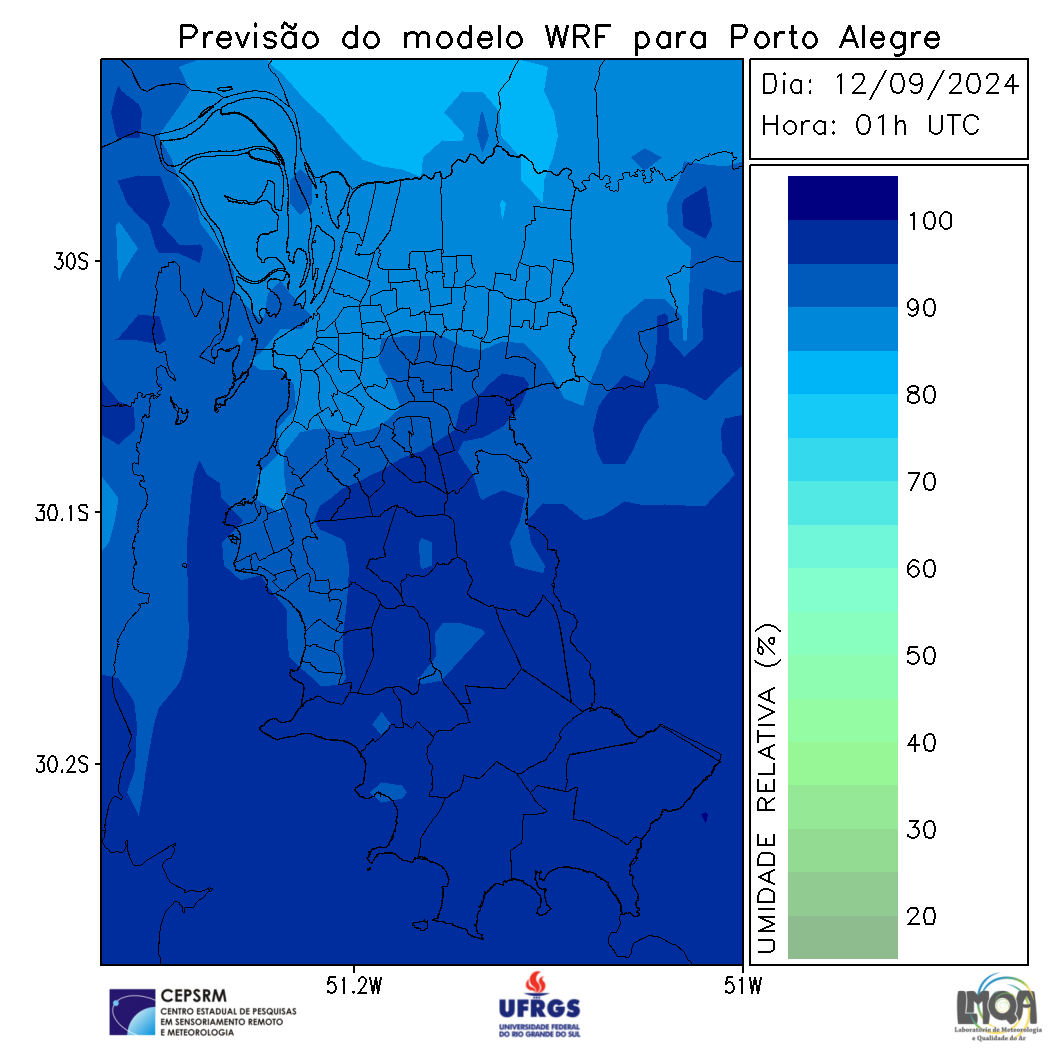 Previsão do modelo WRF para Porto Alegre
Dia: 12/09/2024
Hora: 01h UTC
30S
30.1S
30.2S
51.2W
51W
UMIDADE RELATIVA (%)
100
90
80
70
60
50
40
30
20
CEPSRM
CENTRO ESTADUAL DE PESQUISAS
EM SENSORIAMENTO REMOTO
E METEOROLOGIA
UFRGS
UNIVERSIDADE FEDERAL
DO RIO GRANDE DO SUL
LMQA
Laboratório de Meteorologia
e Qualidade do Ar